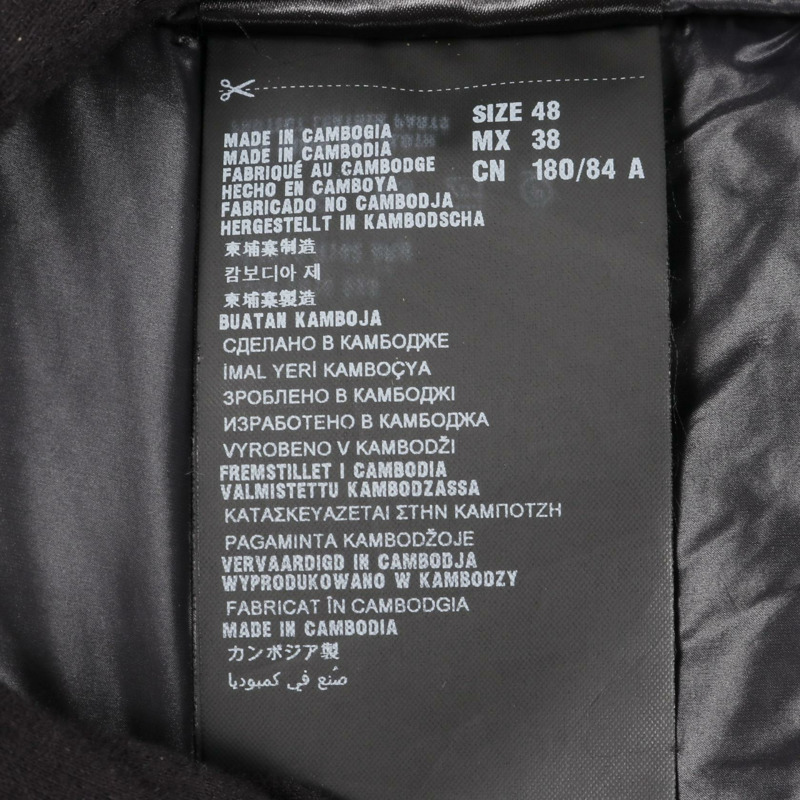 MADE IN CAMBOGIA
MADE IN CAMBODIA
FABRIQUÉ AU CAMBODGE
HECHO EN CAMBOYA
FABRICADO NO CAMBODJA
HERGESTELLT IN KAMBODSCHA
柬埔寨制造
캄보디아 제
柬埔寨製造
BUATAN KAMBOJA
СДЕЛАНО В КАМБОДЖЕ
İMAL YERİ KAMBOÇYA
ЗРОБЛЕНО В КАМБОДЖІ
ИЗРАБОТЕНО В КАМБОДЖА
VYROBENO V KAMBODŽI
FREMSTILLET I CAMBODIA
VALMISTETTU KAMBODZASSA
ΚΑΤΑΣΚΕΥΑΖΕΤΑΙ ΣΤΗΝ ΚΑΜΠΟΤΖΗ
PAGAMINTA KAMBODŽOJE
VERVAARDIGD IN CAMBODJA
WYPRODUKOWANO W KAMBODZY
FABRICAT ÎN CAMBODGIA
MADE IN CAMBODIA
カンボジア製
صُنع في كمبوديا
SIZE 48
MX 38
CN 180/84 A